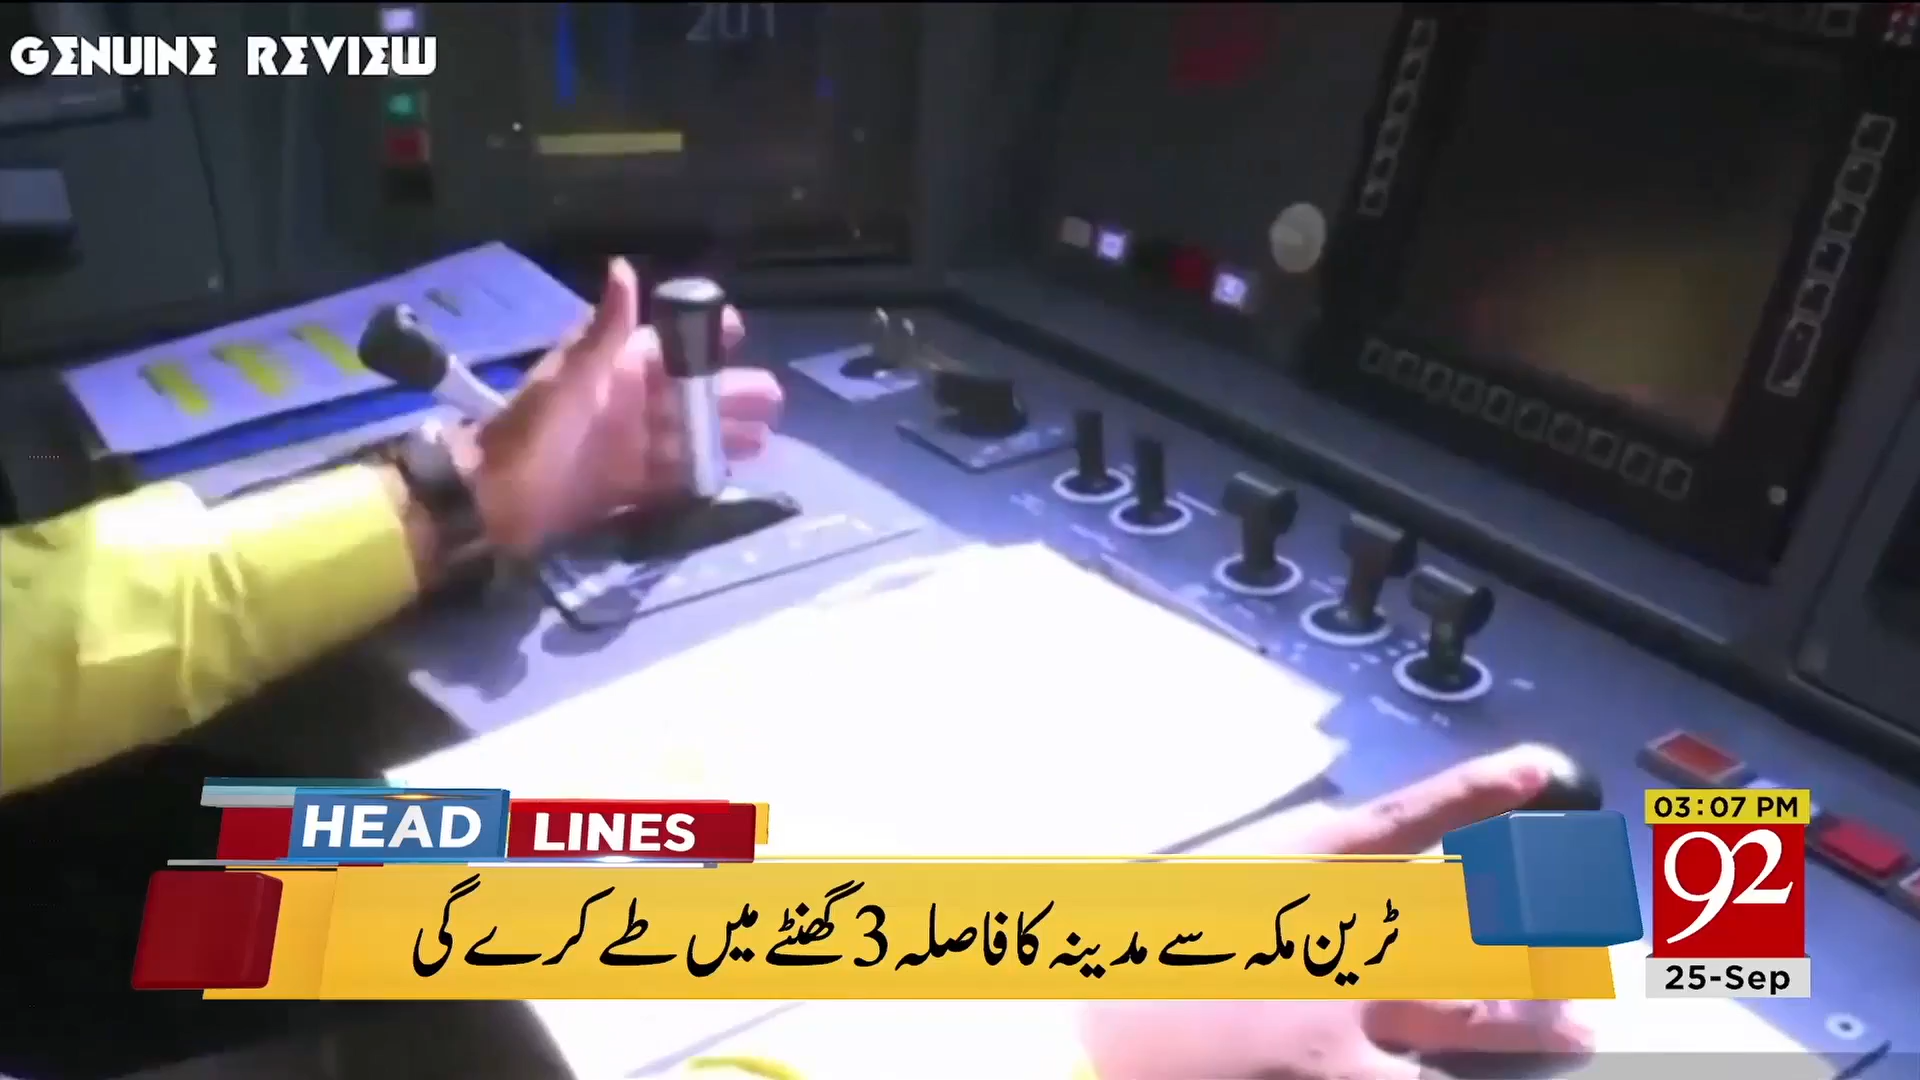 GENUINE REVIEW
201
HEAD LINES
ٹرین مکہ سے مدینہ کا فاصلہ 3 گھنٹے میں طے کرے گی
03:07 PM
92
25-Sep